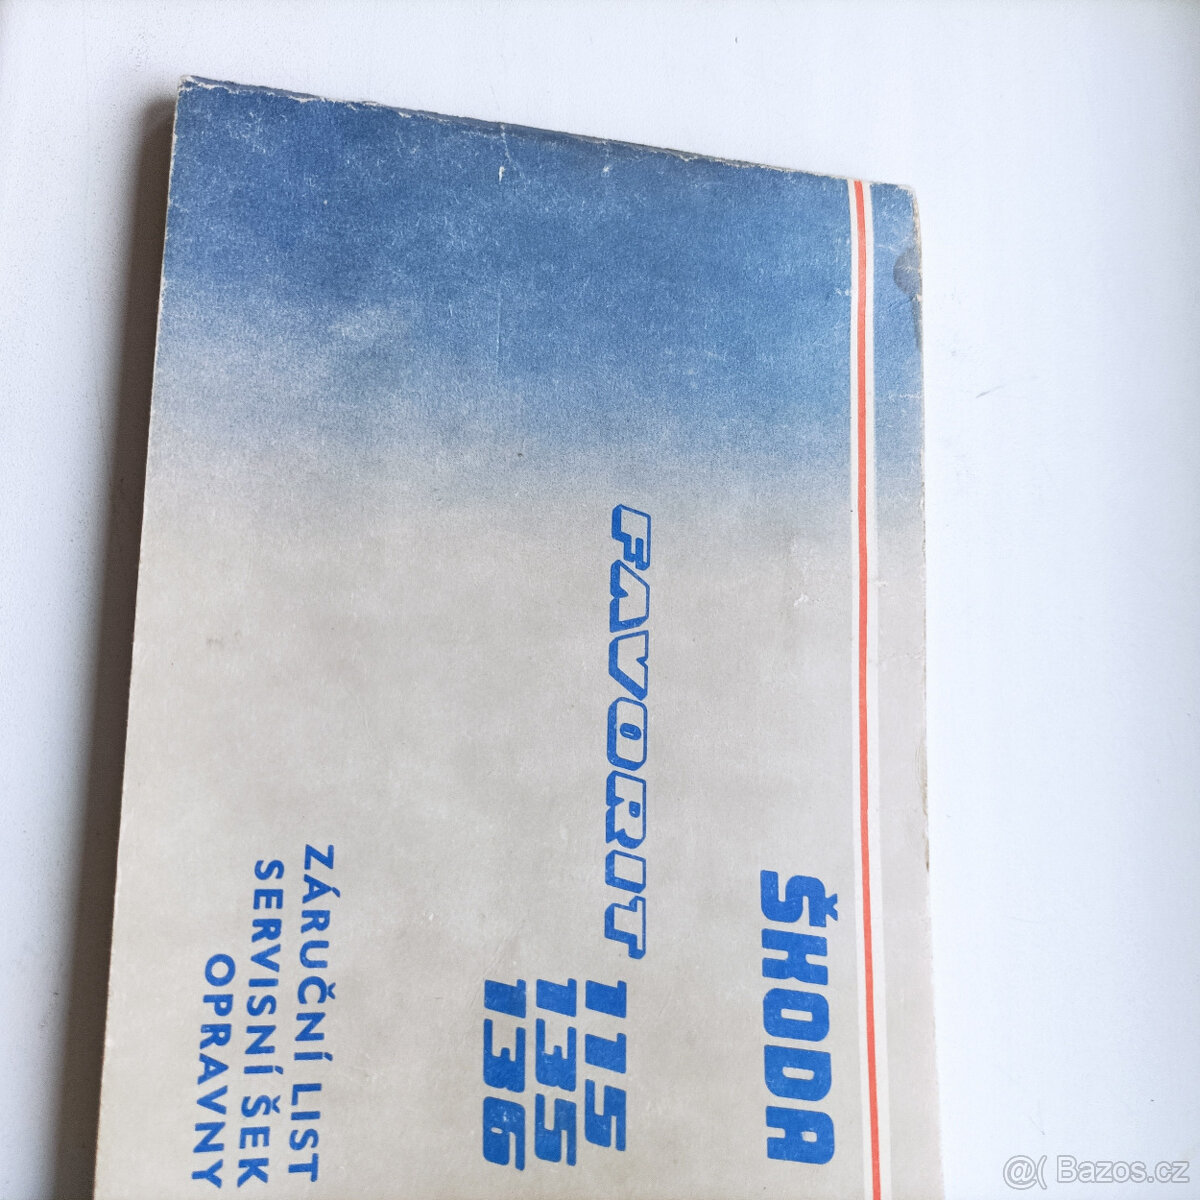 ŠKODA
FAVORIT 115
135
136
ZÁRUČNÍ LIST
SERVISNÍ ŠEK
OPRAVNY
@( Bazos.cz